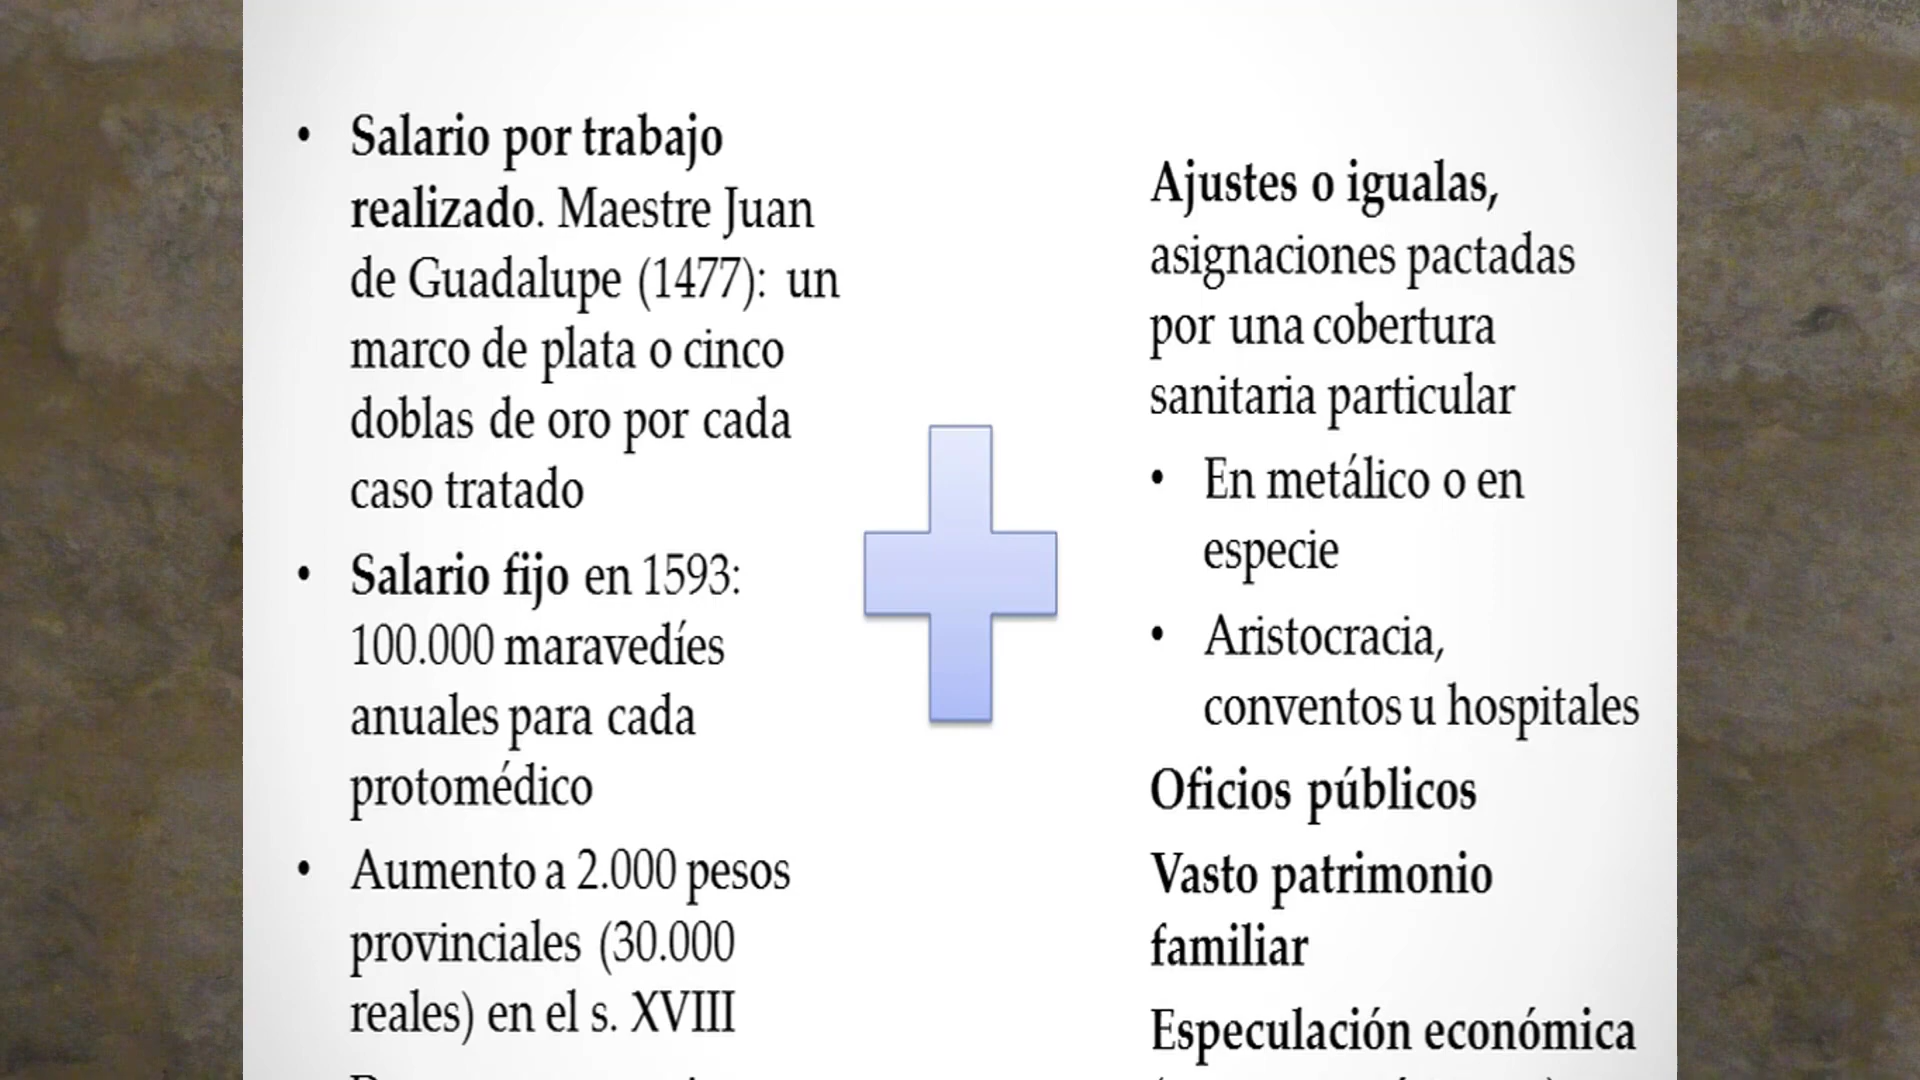 • Salario por trabajo
realizado. Maestre Juan
de Guadalupe (1477): un
marco de plata o cinco
doblas de oro por cada
caso tratado
• Salario fijo en 1593:
100.000 maravedíes
anuales para cada
protomédico
• Aumento a 2.000 pesos
provinciales (30.000
reales) en el s. XVIII
Ajustes o igualas,
asignaciones pactadas
por una cobertura
sanitaria particular
• En metálico o en
especie
• Aristocracia,
conventos u hospitales
Oficios públicos
Vasto patrimonio
familiar
Especulación económica